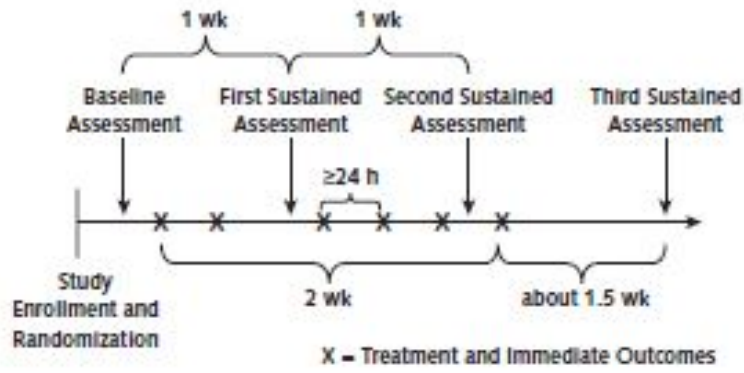 1 wk 1 wk
Baseline First Sustained Second Sustained Third Sustained
Assessment Assessment Assessment Assessment
≥24 h
X X X X X X
Study
Enrollment and
Randomization
2 wk about 1.5 wk
X = Treatment and Immediate Outcomes